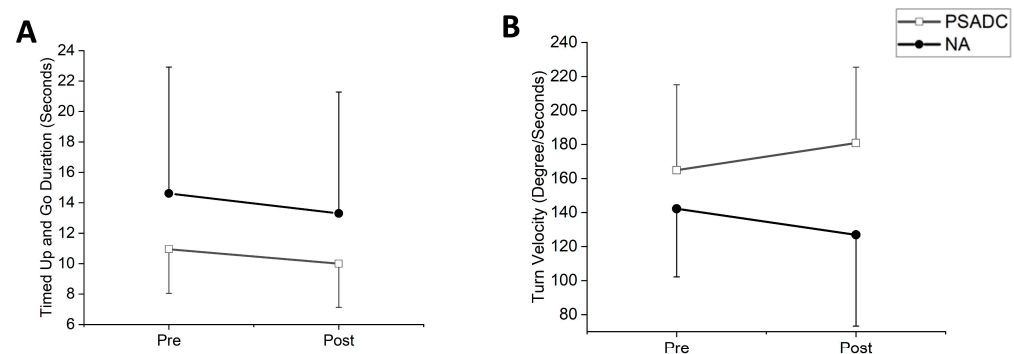 A
Timed Up and Go Duration (Seconds)
24
22
20
18
16
14
12
10
8
6
Pre
Post
B
Turn Velocity (Degree/Seconds)
240
220
200
180
160
140
120
100
80
Pre
Post
PSADC
NA